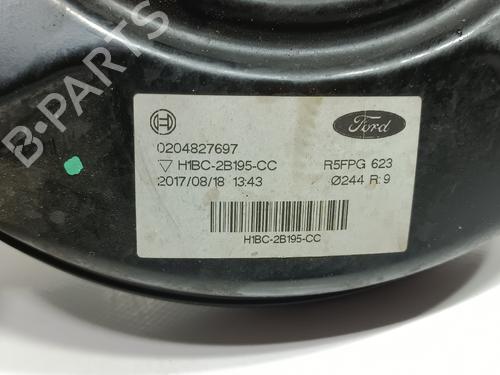 B-PARTS
Ford
0204827697
▽ H1BC-2B195-CC R5FPG 623
2017/08/18 13:43 Ø244 R:9
H1BC-2B195-CC